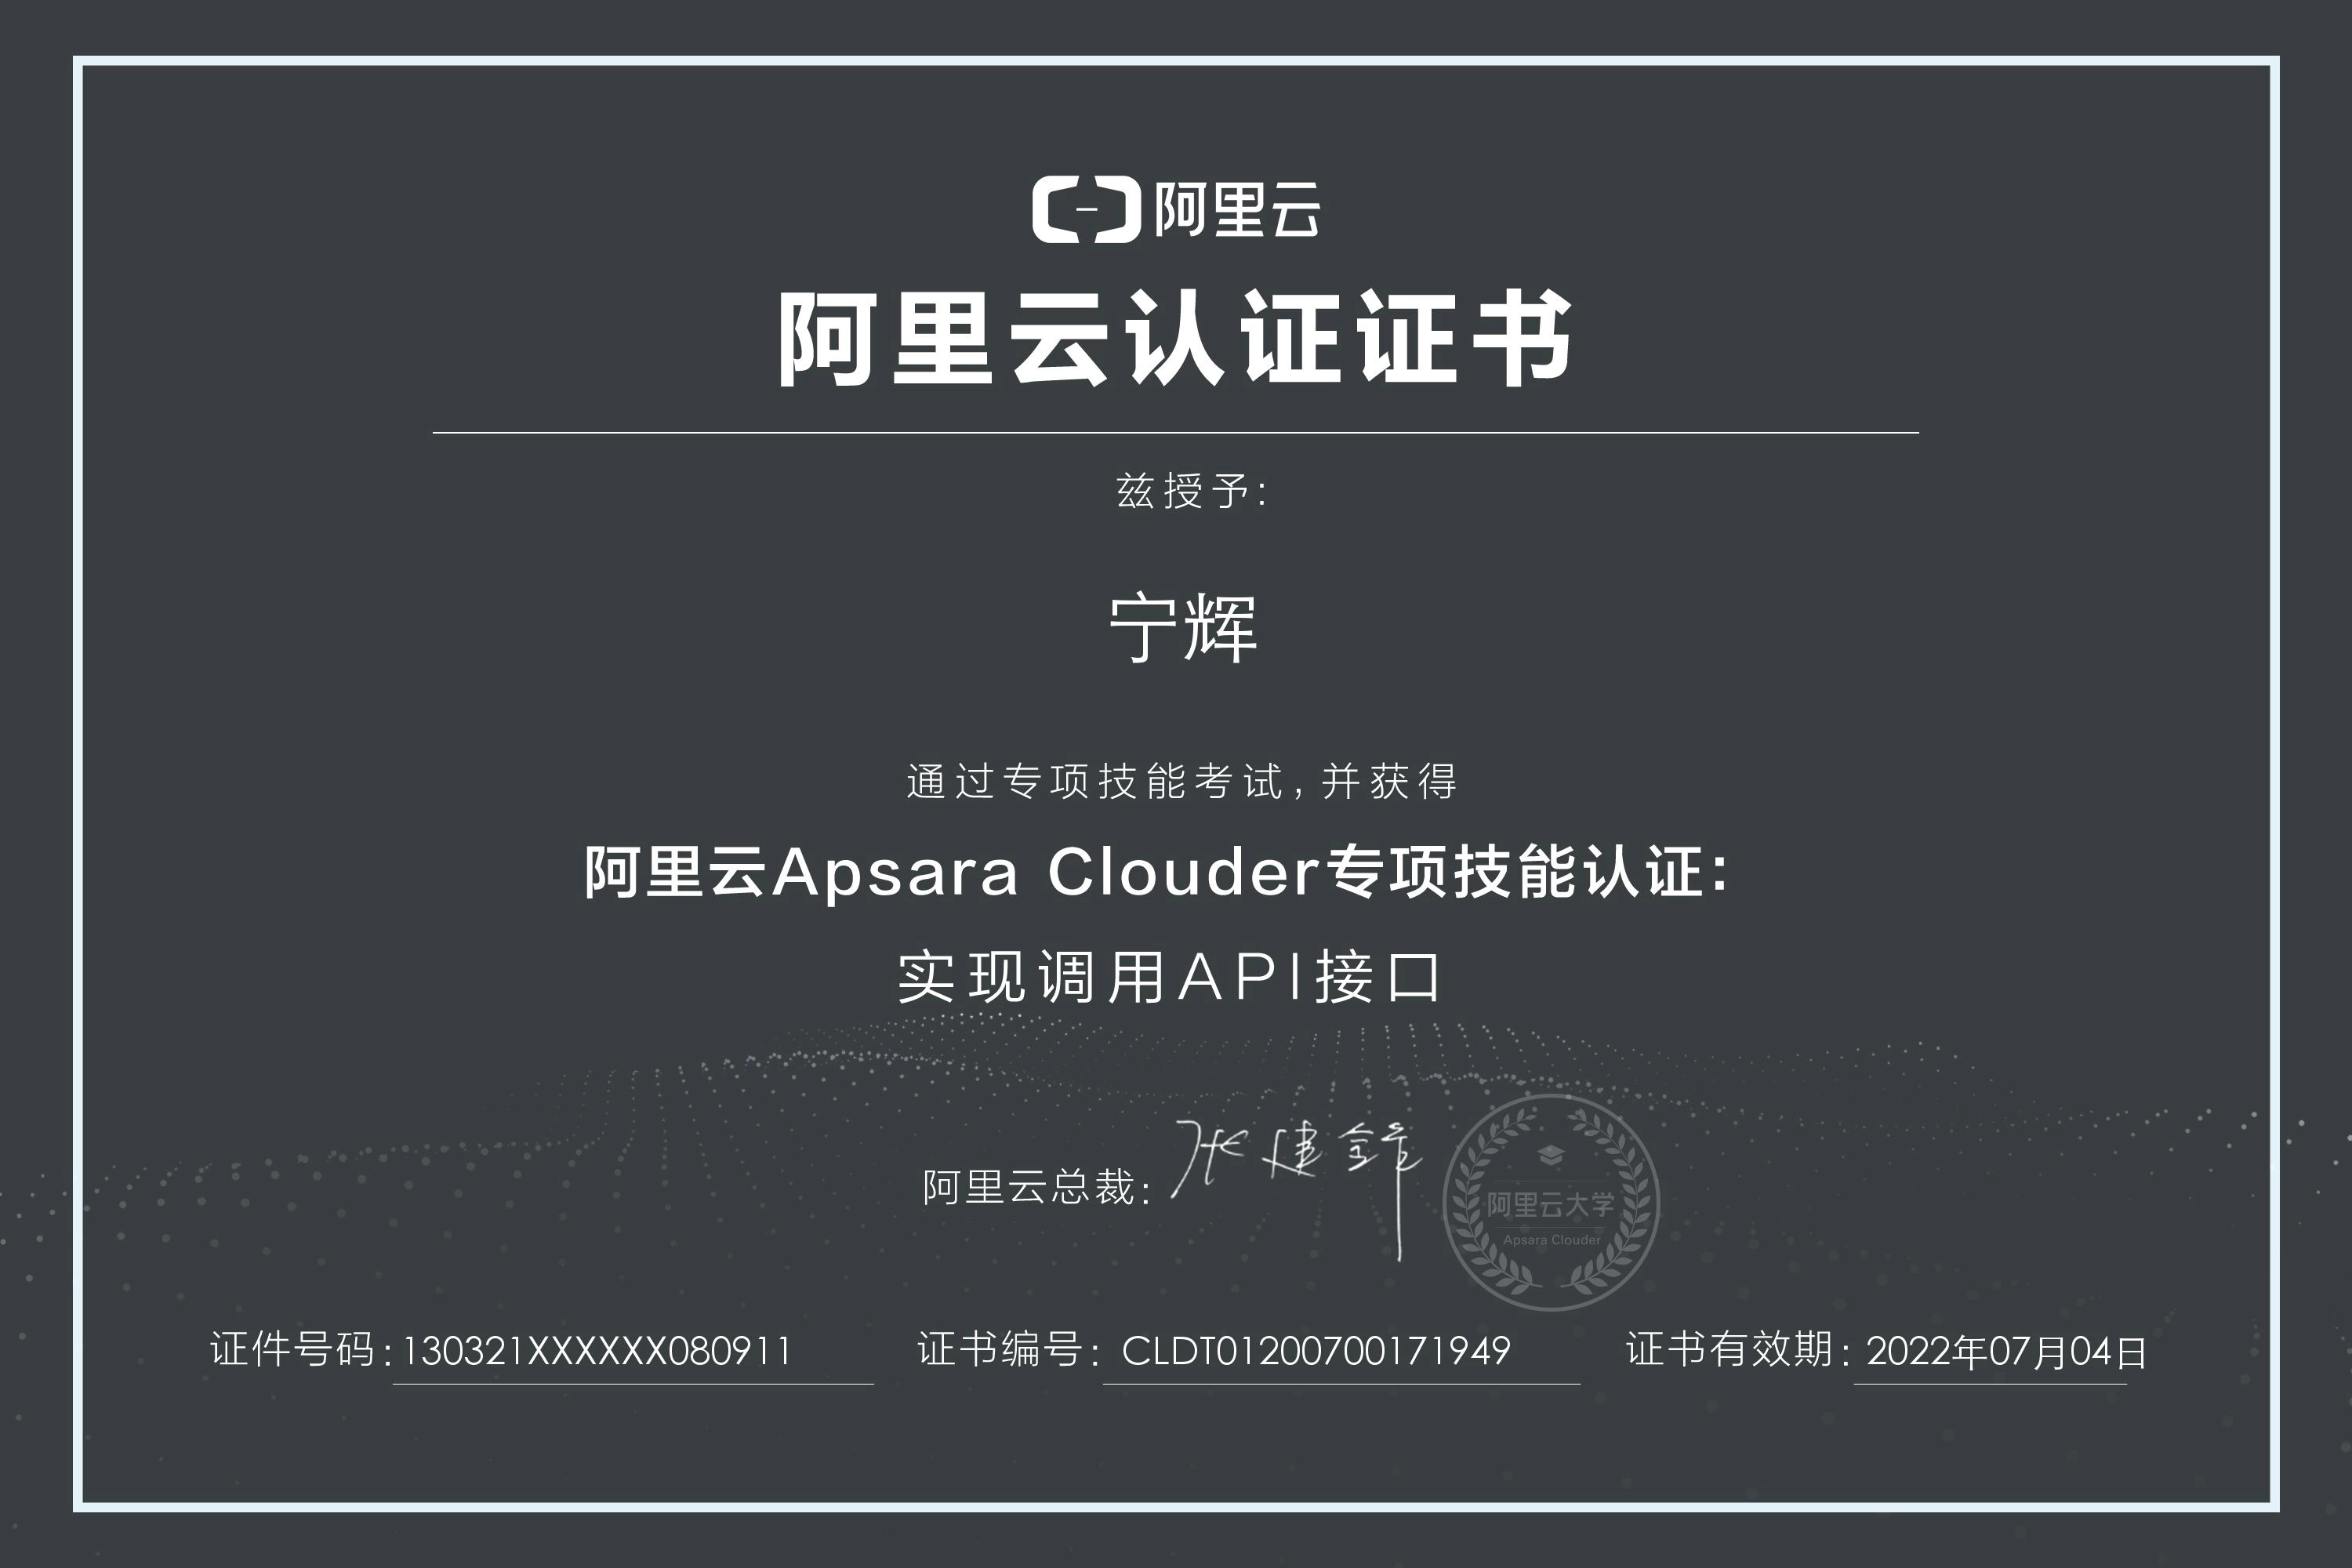 阿里云
阿里云认证证书
兹授予：
宁辉
通过专项技能考试，并获得
阿里云Apsara Clouder专项技能认证：
实现调用API接口
阿里云总裁：张建锋
阿里云大学
Apsara Clouder
证件号码：130321XXXXXX080911 证书编号：CLDT01200700171949 证书有效期：2022年07月04日